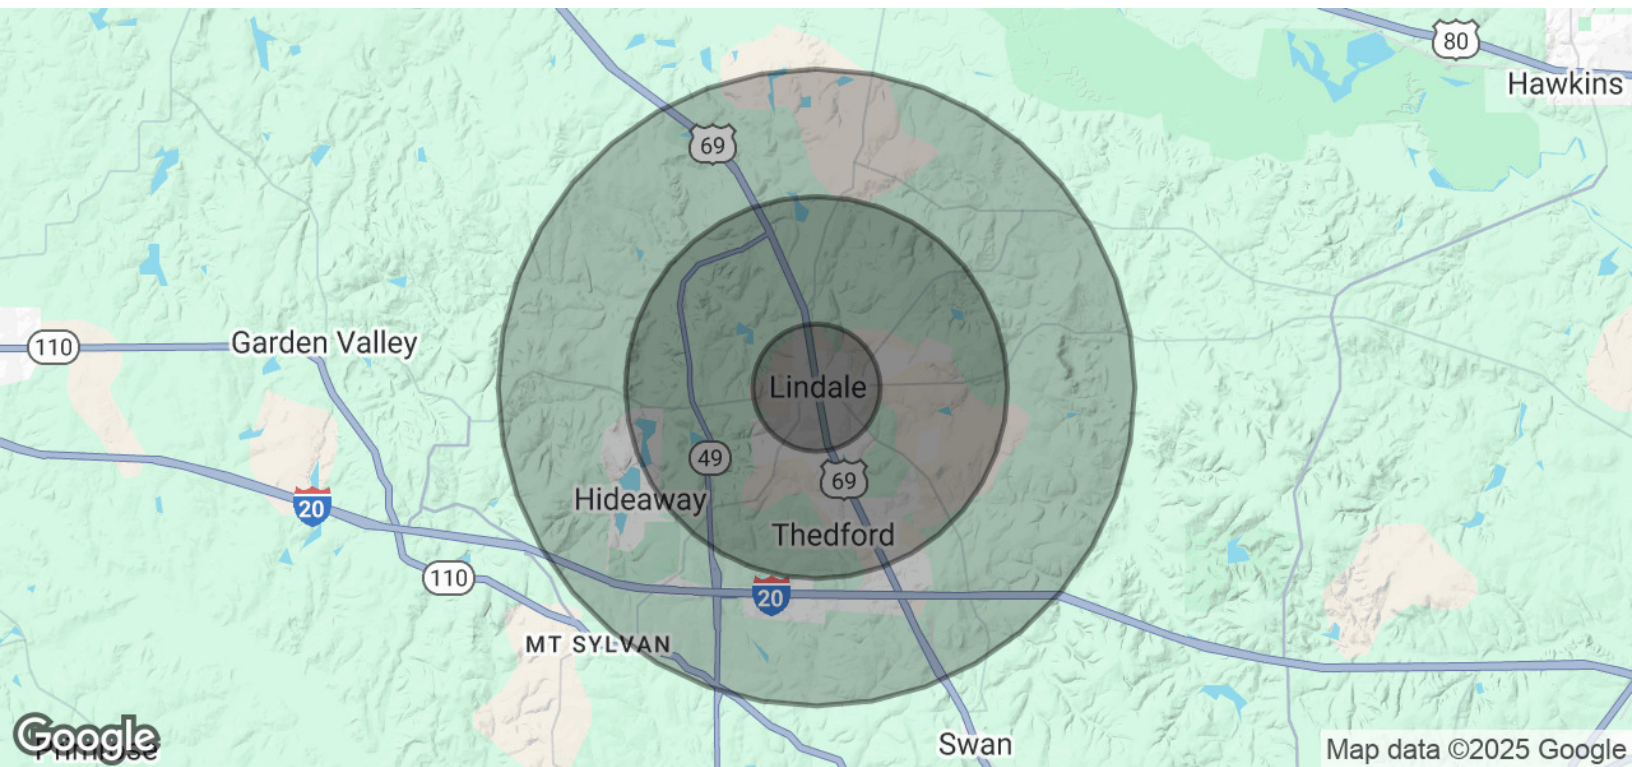 80
Hawkins
69
110
Garden Valley
Lindale
49
69
Hideaway
20
Thedford
110
20
MT SYLVAN
Swan
Primrose
Google
Map data ©2025 Google